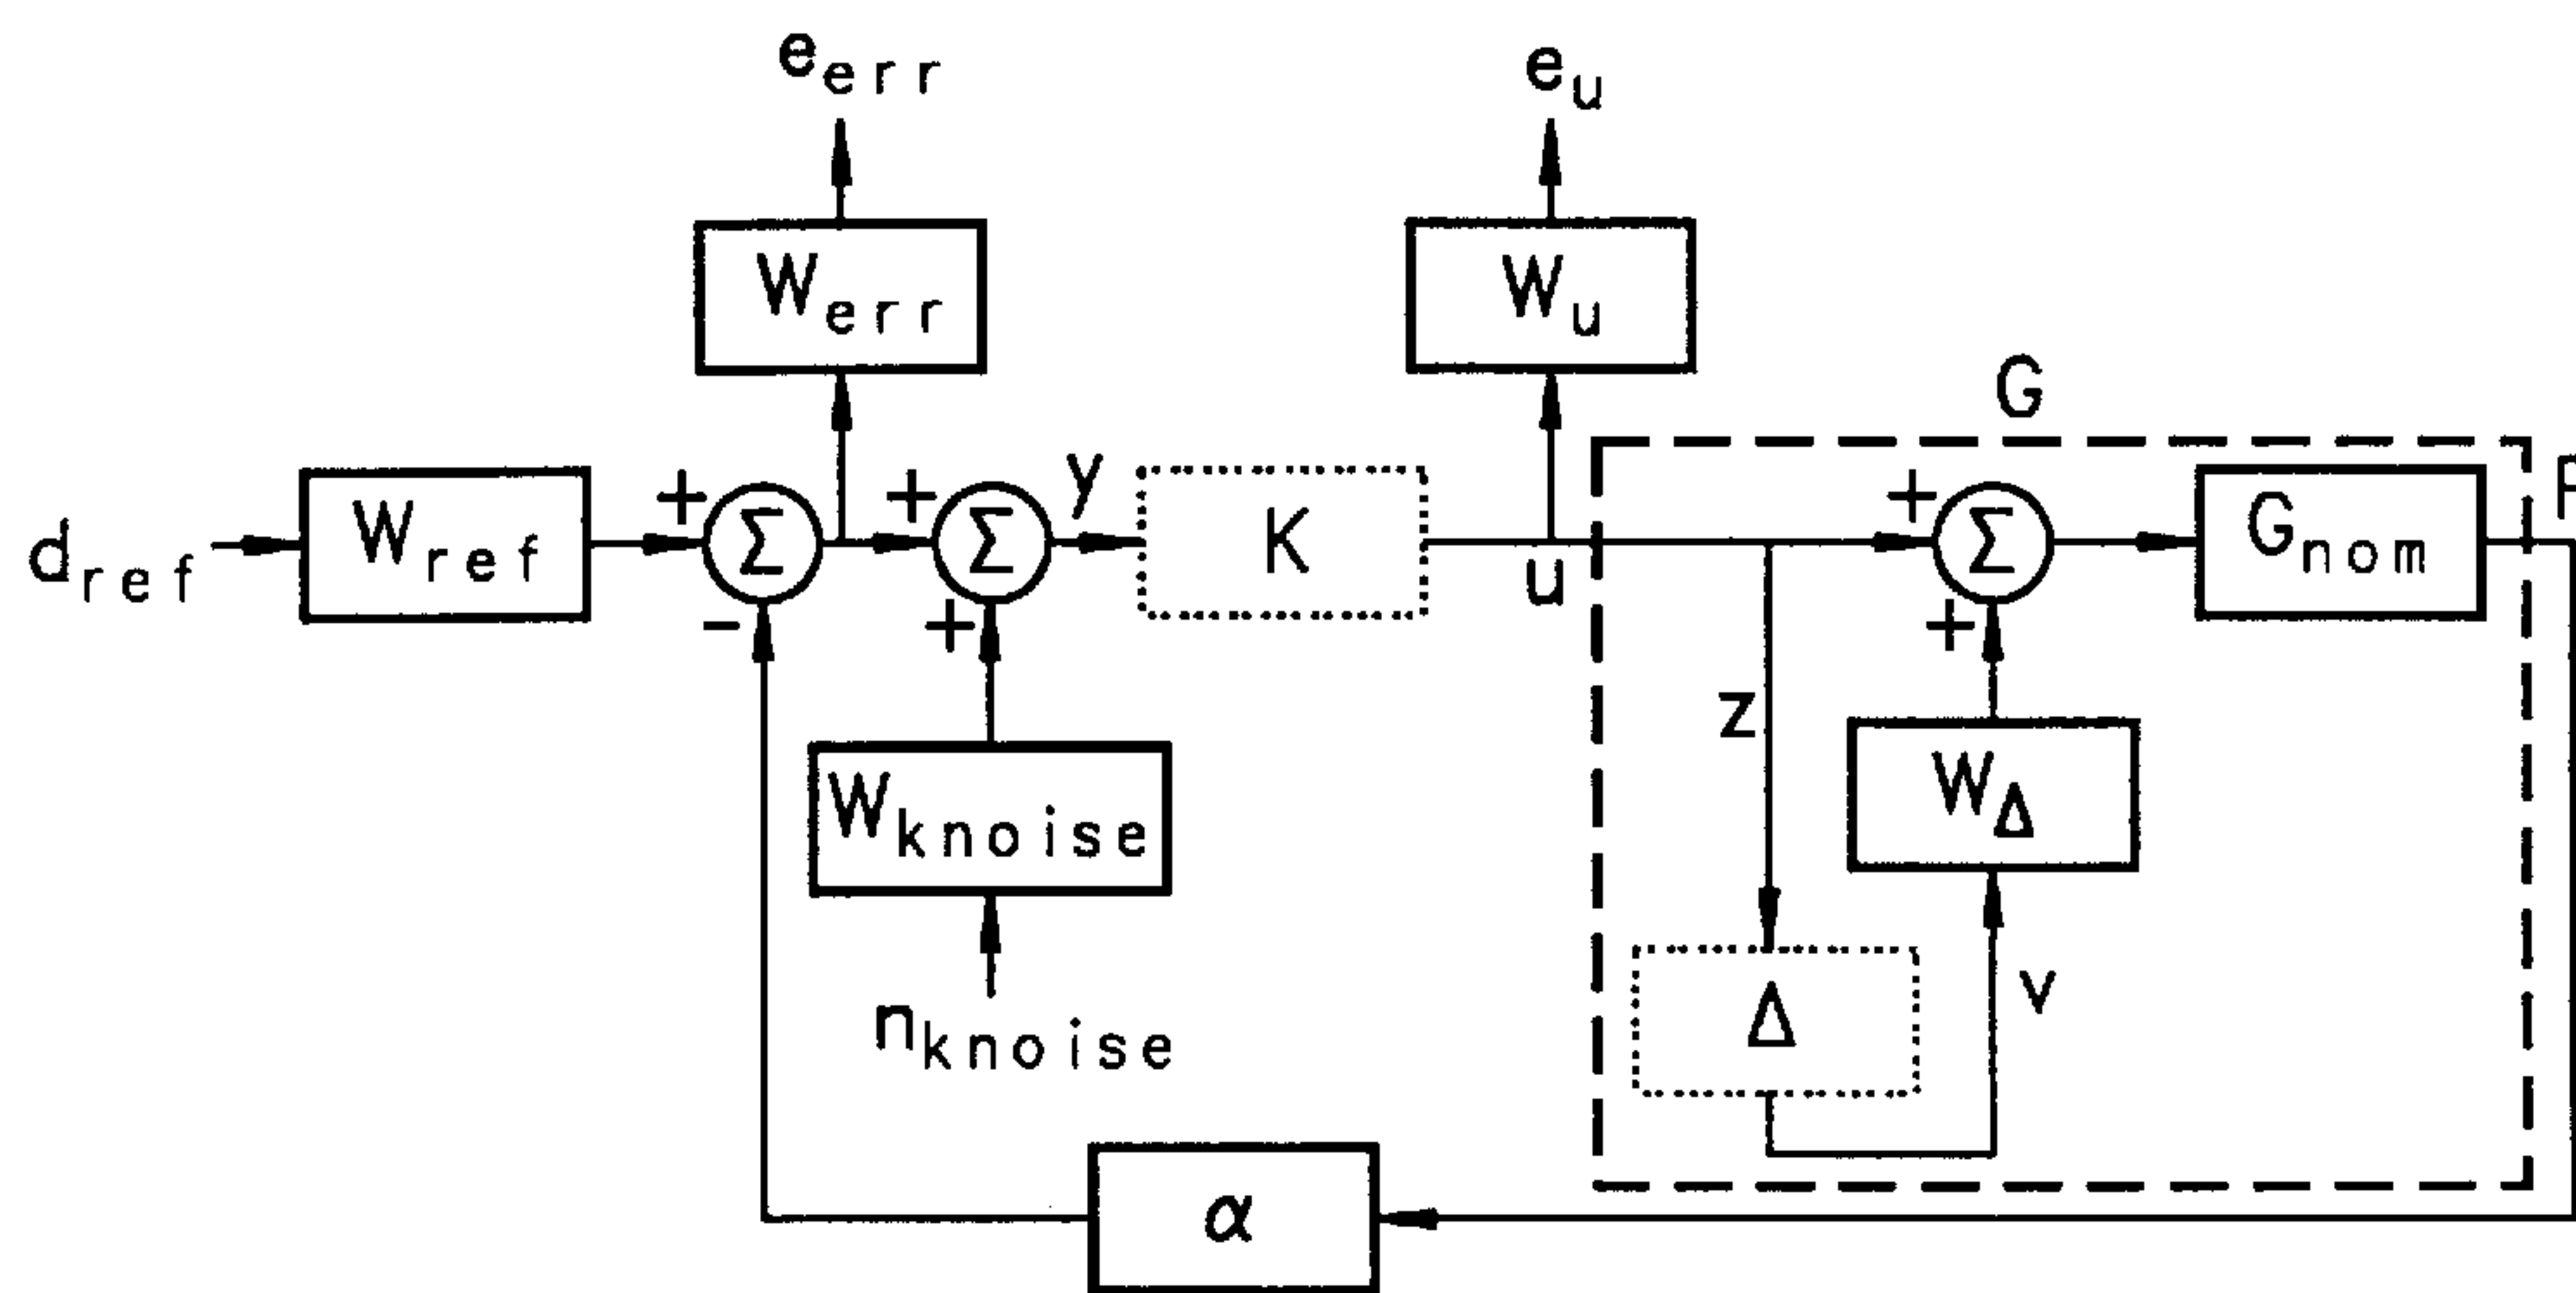 e_err
e_u
W_err
W_u
G
d_ref
W_ref
+
Σ
-
+
Σ
+
y
K
u
+
Σ
+
G_nom
z
W_Δ
W_knoise
n_knoise
Δ
v
α